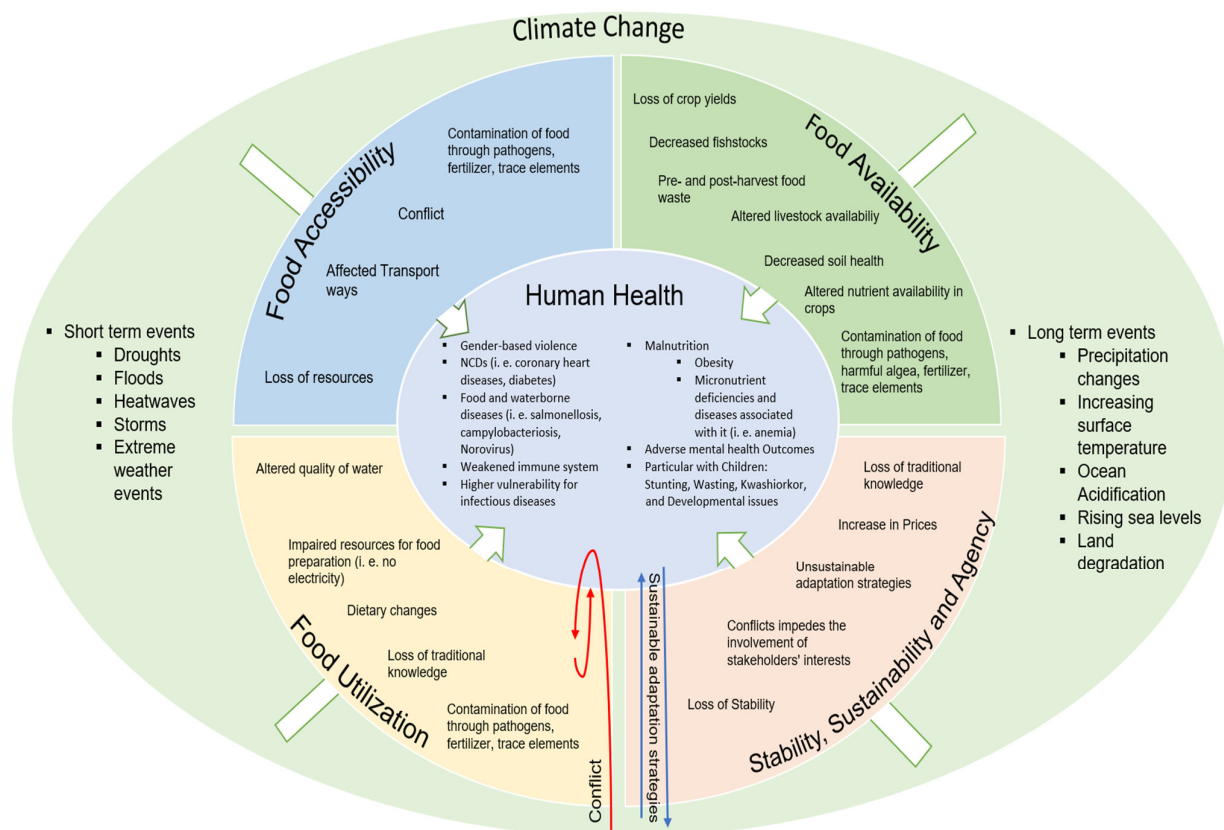 Climate Change
Food Accessibility
Contamination of food
through pathogens,
fertilizer, trace elements
Conflict
Affected Transport
ways
Loss of resources
Food Availability
Loss of crop yields
Decreased fishstocks
Pre- and post-harvest food
waste
Altered livestock availabiliy
Decreased soil health
Altered nutrient availability in
crops
Contamination of food
through pathogens,
harmful algea, fertilizer,
trace elements
▪ Short term events
▪ Droughts
▪ Floods
▪ Heatwaves
▪ Storms
▪ Extreme
weather
events
Human Health
▪ Gender-based violence
▪ NCDs (i. e. coronary heart
diseases, diabetes)
▪ Food and waterborne
diseases (i. e. salmonellosis,
campylobacteriosis,
Norovirus)
▪ Weakened immune system
▪ Higher vulnerability for
infectious diseases
▪ Malnutrition
▪ Obesity
▪ Micronutrient
deficiencies and
diseases associated
with it (i. e. anemia)
▪ Adverse mental health Outcomes
▪ Particular with Children:
Stunting, Wasting, Kwashiorkor,
and Developmental issues
▪ Long term events
▪ Precipitation
changes
▪ Increasing
surface
temperature
▪ Ocean
Acidification
▪ Rising sea levels
▪ Land
degradation
Food Utilization
Altered quality of water
Impaired resources for food
preparation (i. e. no
electricity)
Dietary changes
Loss of traditional
knowledge
Contamination of food
through pathogens,
fertilizer, trace elements
Conflict
Sustainable adaptation strategies
Stability, Sustainability and Agency
Loss of traditional
knowledge
Increase in Prices
Unsustainable
adaptation strategies
Conflicts impedes the
involvement of
stakeholders' interests
Loss of Stability